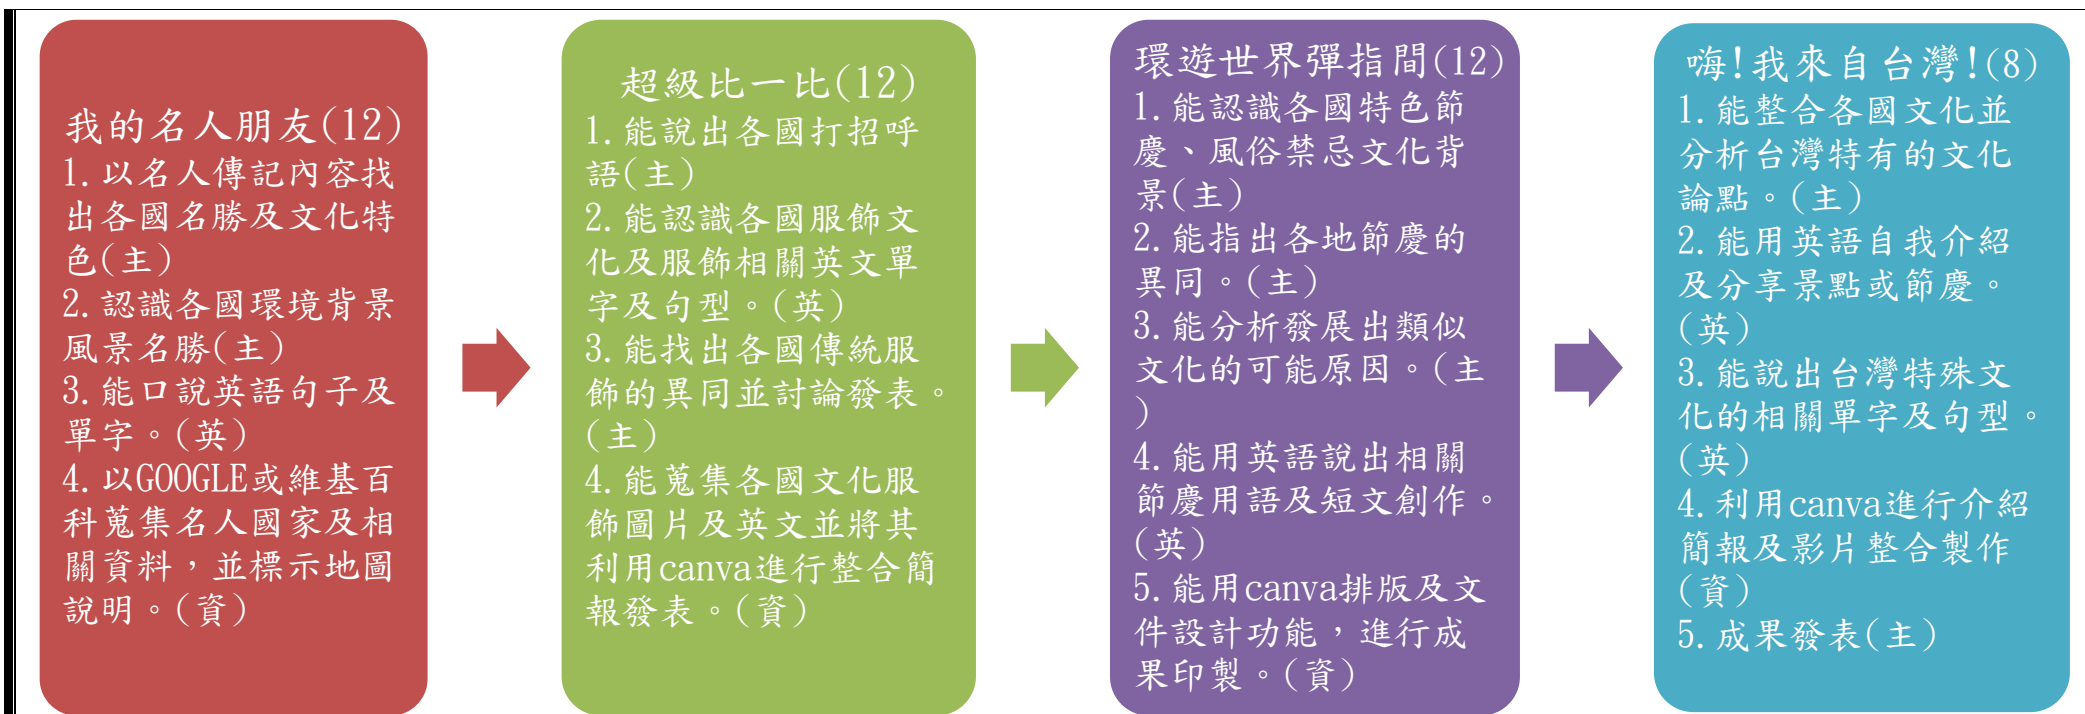 我的名人朋友(12)
1.以名人傳記內容找
出各國名勝及文化特
色(主)
2.認識各國環境背景
風景名勝(主)
3.能口說英語句子及
單字。(英)
4.以GOOGLE或維基百
科蒐集名人國家及相
關資料，並標示地圖
說明。(資)
超級比一比(12)
1.能說出各國打招呼
語(主)
2.能認識各國服飾文
化及服飾相關英文單
字及句型。(英)
3.能找出各國傳統服
飾的異同並討論發表。
(主)
4.能蒐集各國文化服
飾圖片及英文並將其
利用canva進行整合簡
報發表。(資)
環遊世界彈指間(12)
1.能認識各國特色節
慶、風俗禁忌文化背
景(主)
2.能指出各地節慶的
異同。(主)
3.能分析發展出類似
文化的可能原因。(主
)
4.能用英語說出相關
節慶用語及短文創作。
(英)
5.能用canva排版及文
件設計功能，進行成
果印製。(資)
嗨!我來自台灣!(8)
1.能整合各國文化並
分析台灣特有的文化
論點。(主)
2.能用英語自我介紹
及分享景點或節慶。
(英)
3.能說出台灣特殊文
化的相關單字及句型。
(英)
4.利用canva進行介紹
簡報及影片整合製作
(資)
5.成果發表(主)